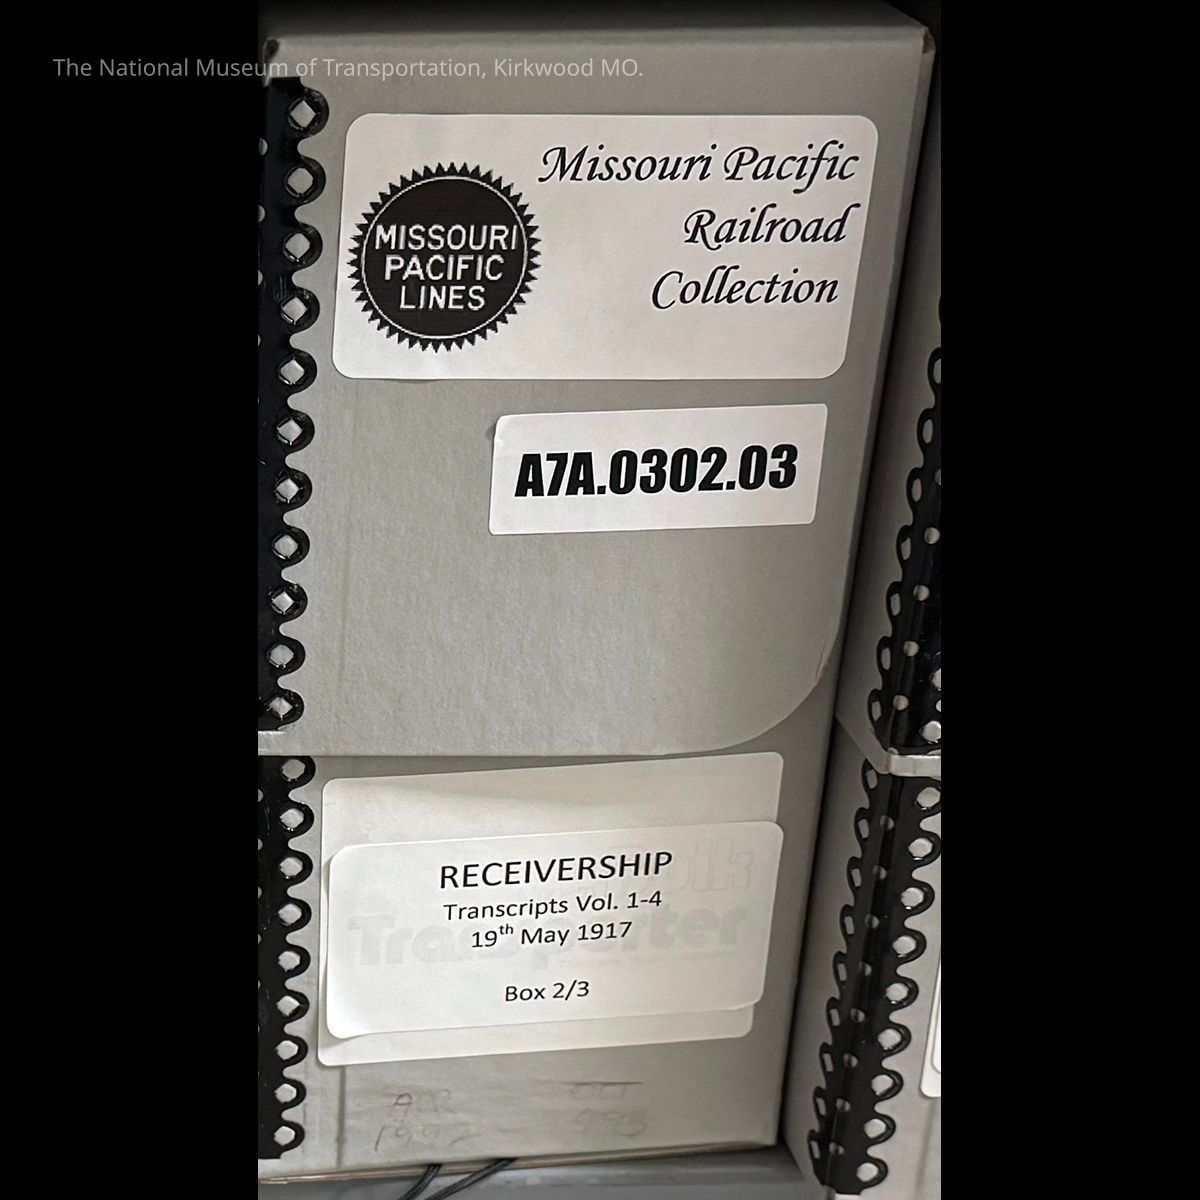 The National Museum of Transportation, Kirkwood MO.
Missouri Pacific
Railroad
Collection
MISSOURI
PACIFIC
LINES
A7A.0302.03
RECEIVERSHIP
Transcripts Vol. 1-4
19th May 1917
Box 2/3
Transporter